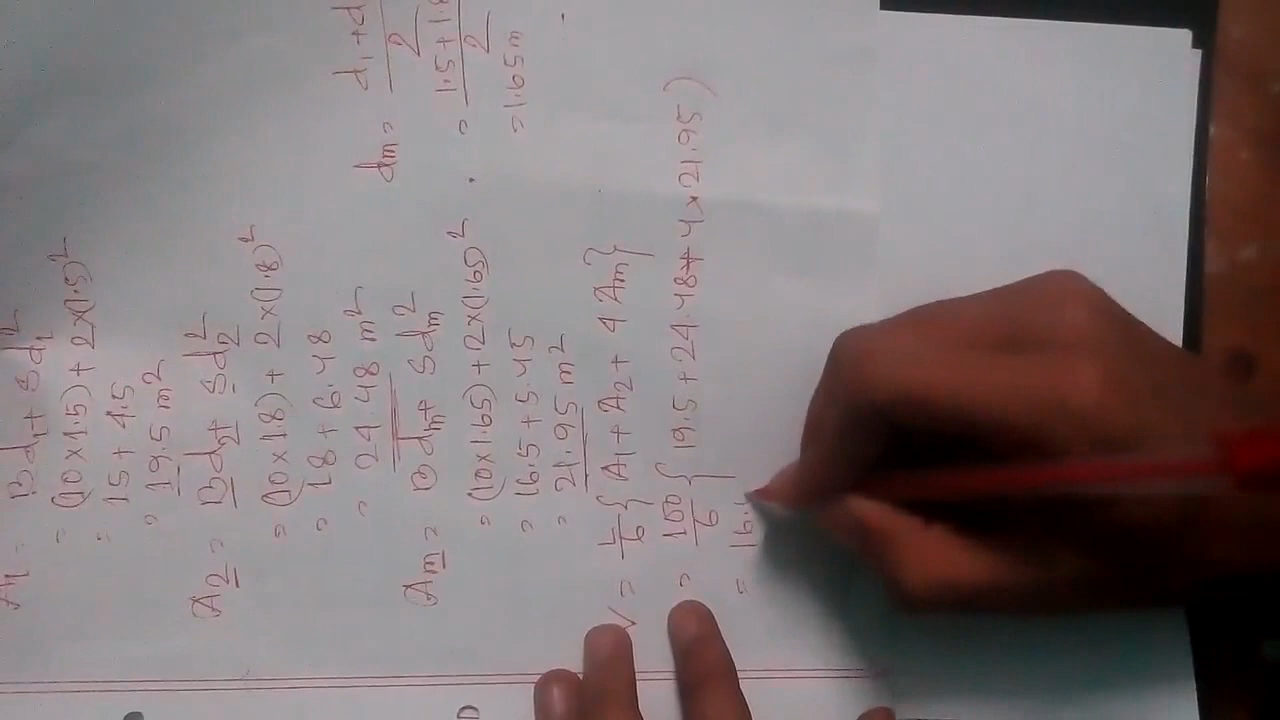 A1 = Bd1 + Sd1²
= (10×1.5) + 2×(1.5)²
= 15 + 4.5
= 19.5 m²
A2 = Bd2 + Sd2²
= (10×1.8) + 2×(1.8)²
= 18 + 6.48
= 24.48 m²
Am = Bdm + Sdm²
dm = d1 + d
/ 2
= (10×1.65) + 2×(1.65)²
= 1.5 + 1.8
/ 2
= 16.5 + 5.45
= 1.65m
= 21.95 m²
V = L/6 { A1 + A2 + 4 Am }
= 100/6 { 19.5 + 24.48 + 4×21.95 )
= 16.
D